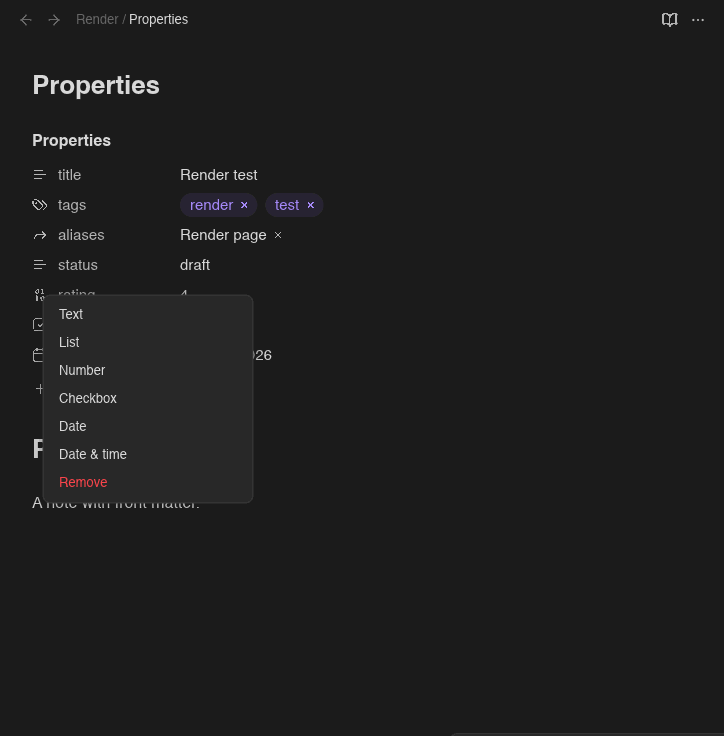 Render / Properties
Properties
Properties
title Render test
tags render × test ×
aliases Render page ×
status draft
rating 4
Text
List
Number
Checkbox
Date
Date & time
Remove
A note with front matter.